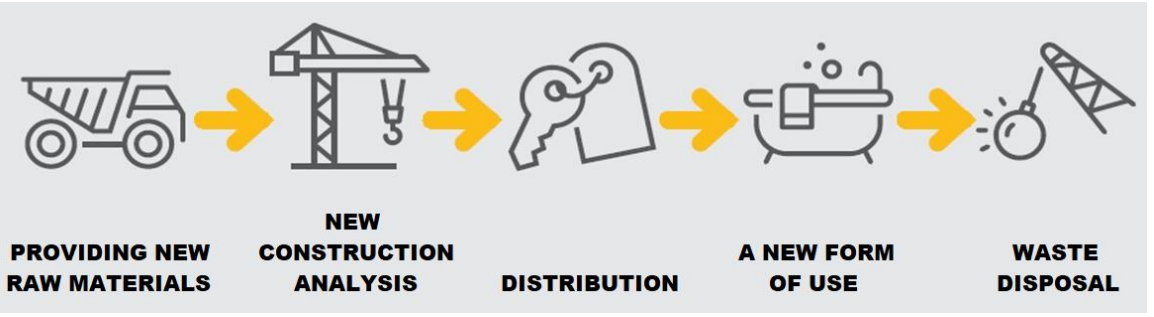 PROVIDING NEW
RAW MATERIALS
NEW
CONSTRUCTION
ANALYSIS
DISTRIBUTION
A NEW FORM
OF USE
WASTE
DISPOSAL